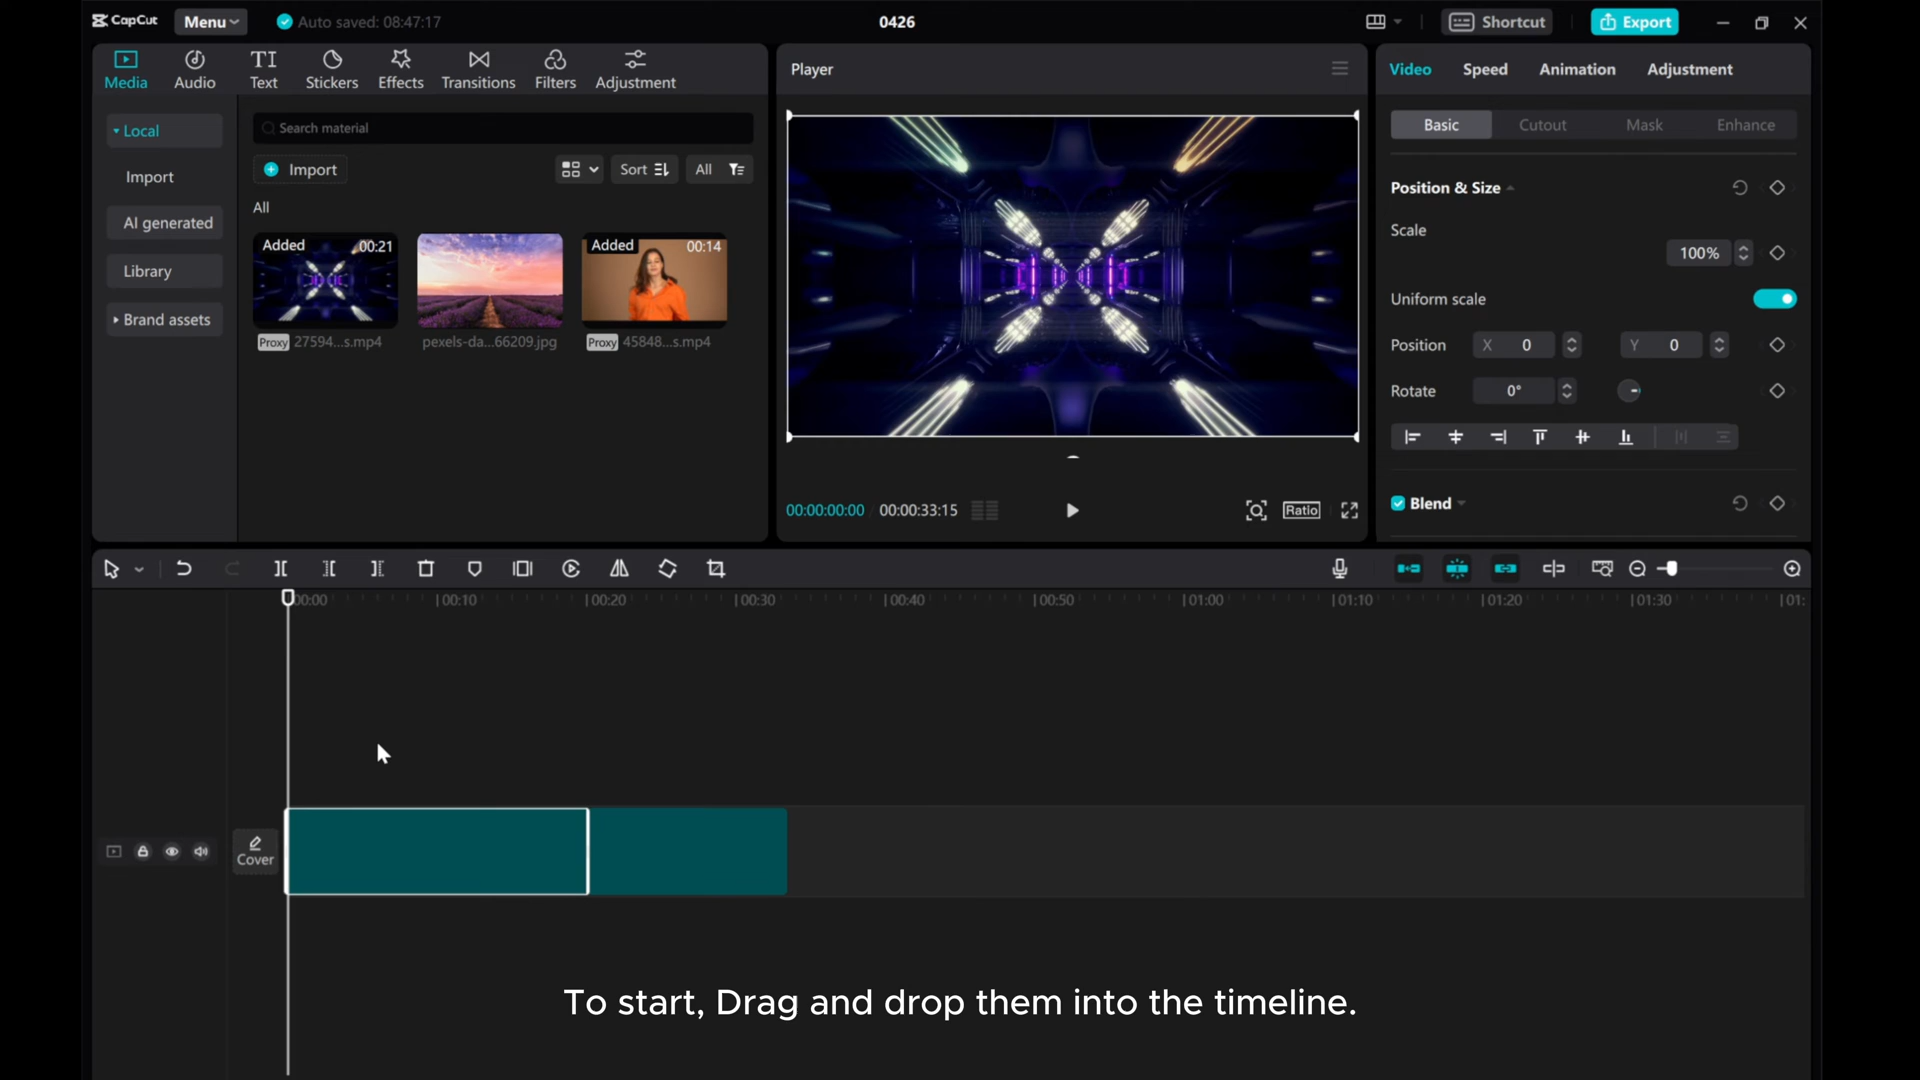 CapCut
Menu
Auto saved: 08:47:17
0426
Shortcut
Export
Media
Audio
Text
Stickers
Effects
Transitions
Filters
Adjustment
Local
Import
AI generated
Library
Brand assets
Search material
Import
Sort
All
All
Added 00:21
Added 00:14
Proxy 27594...s.mp4
pexels-da...66209.jpg
Proxy 45848...s.mp4
Player
00:00:00:00 00:00:33:15
Ratio
Video
Speed
Animation
Adjustment
Basic
Cutout
Mask
Enhance
Position & Size
Scale
100%
Uniform scale
Position X 0 Y 0
Rotate 0°
Blend
00:00 00:10 00:20 00:30 00:40 00:50 01:00 01:10 01:20 01:30 01:
Cover
To start, Drag and drop them into the timeline.